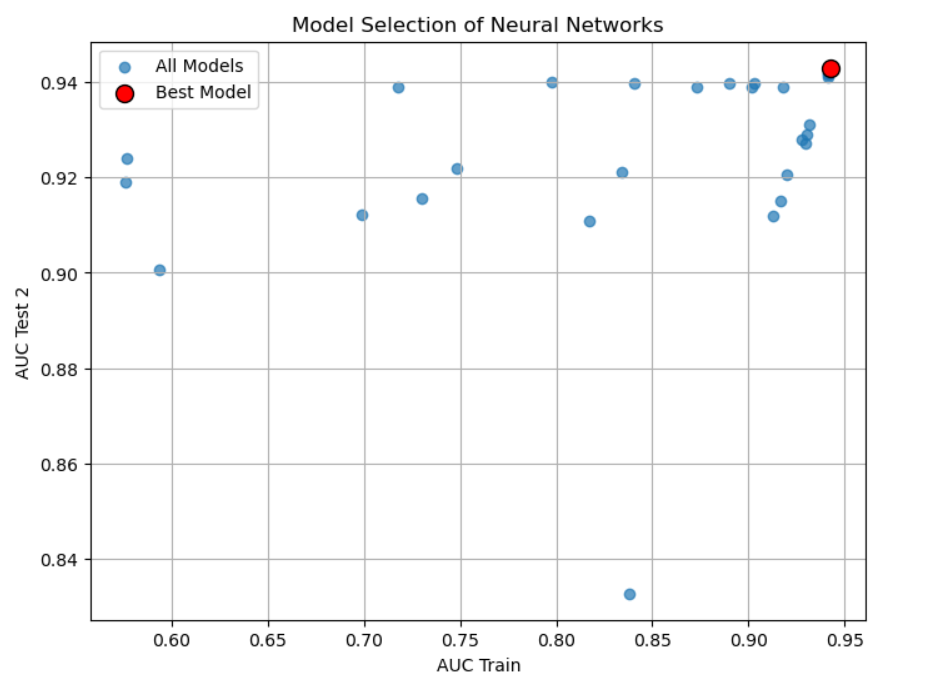 Model Selection of Neural Networks
All Models
Best Model
0.94
0.92
0.90
0.88
0.86
0.84
AUC Test 2
0.60 0.65 0.70 0.75 0.80 0.85 0.90 0.95
AUC Train